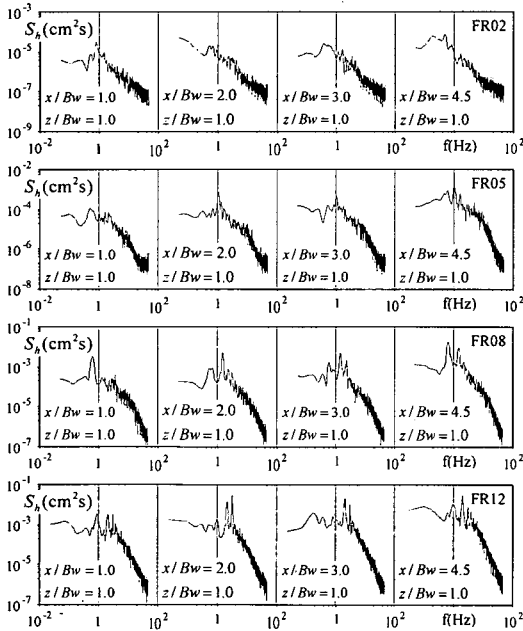 10⁻³ S_h(cm²s) FR02
10⁻⁵
10⁻⁷
x/Bw=1.0 x/Bw=2.0 x/Bw=3.0 x/Bw=4.5
z/Bw=1.0 z/Bw=1.0 z/Bw=1.0 z/Bw=1.0
10⁻⁹
10⁻² 1 10² 1 10² 1 10² f(Hz) 10²
10⁻² S_h(cm²s) FR05
10⁻⁴
10⁻⁶
x/Bw=1.0 x/Bw=2.0 x/Bw=3.0 x/Bw=4.5
z/Bw=1.0 z/Bw=1.0 z/Bw=1.0 z/Bw=1.0
10⁻⁸
10⁻² 1 10² 1 10² 1 10² f(Hz) 10²
10⁻¹ S_h(cm²s) FR08
10⁻³
10⁻⁵
x/Bw=1.0 x/Bw=2.0 x/Bw=3.0 x/Bw=4.5
z/Bw=1.0 z/Bw=1.0 z/Bw=1.0 z/Bw=1.0
10⁻⁷
10⁻² 1 10² 1 10² 1 10² f(Hz) 10²
10⁻¹ S_h(cm²s) FR12
10⁻³
10⁻⁵
x/Bw=1.0 x/Bw=2.0 x/Bw=3.0 x/Bw=4.5
z/Bw=1.0 z/Bw=1.0 z/Bw=1.0 z/Bw=1.0
10⁻⁷
10⁻² 1 10² 1 10² 1 10² f(Hz) 10²